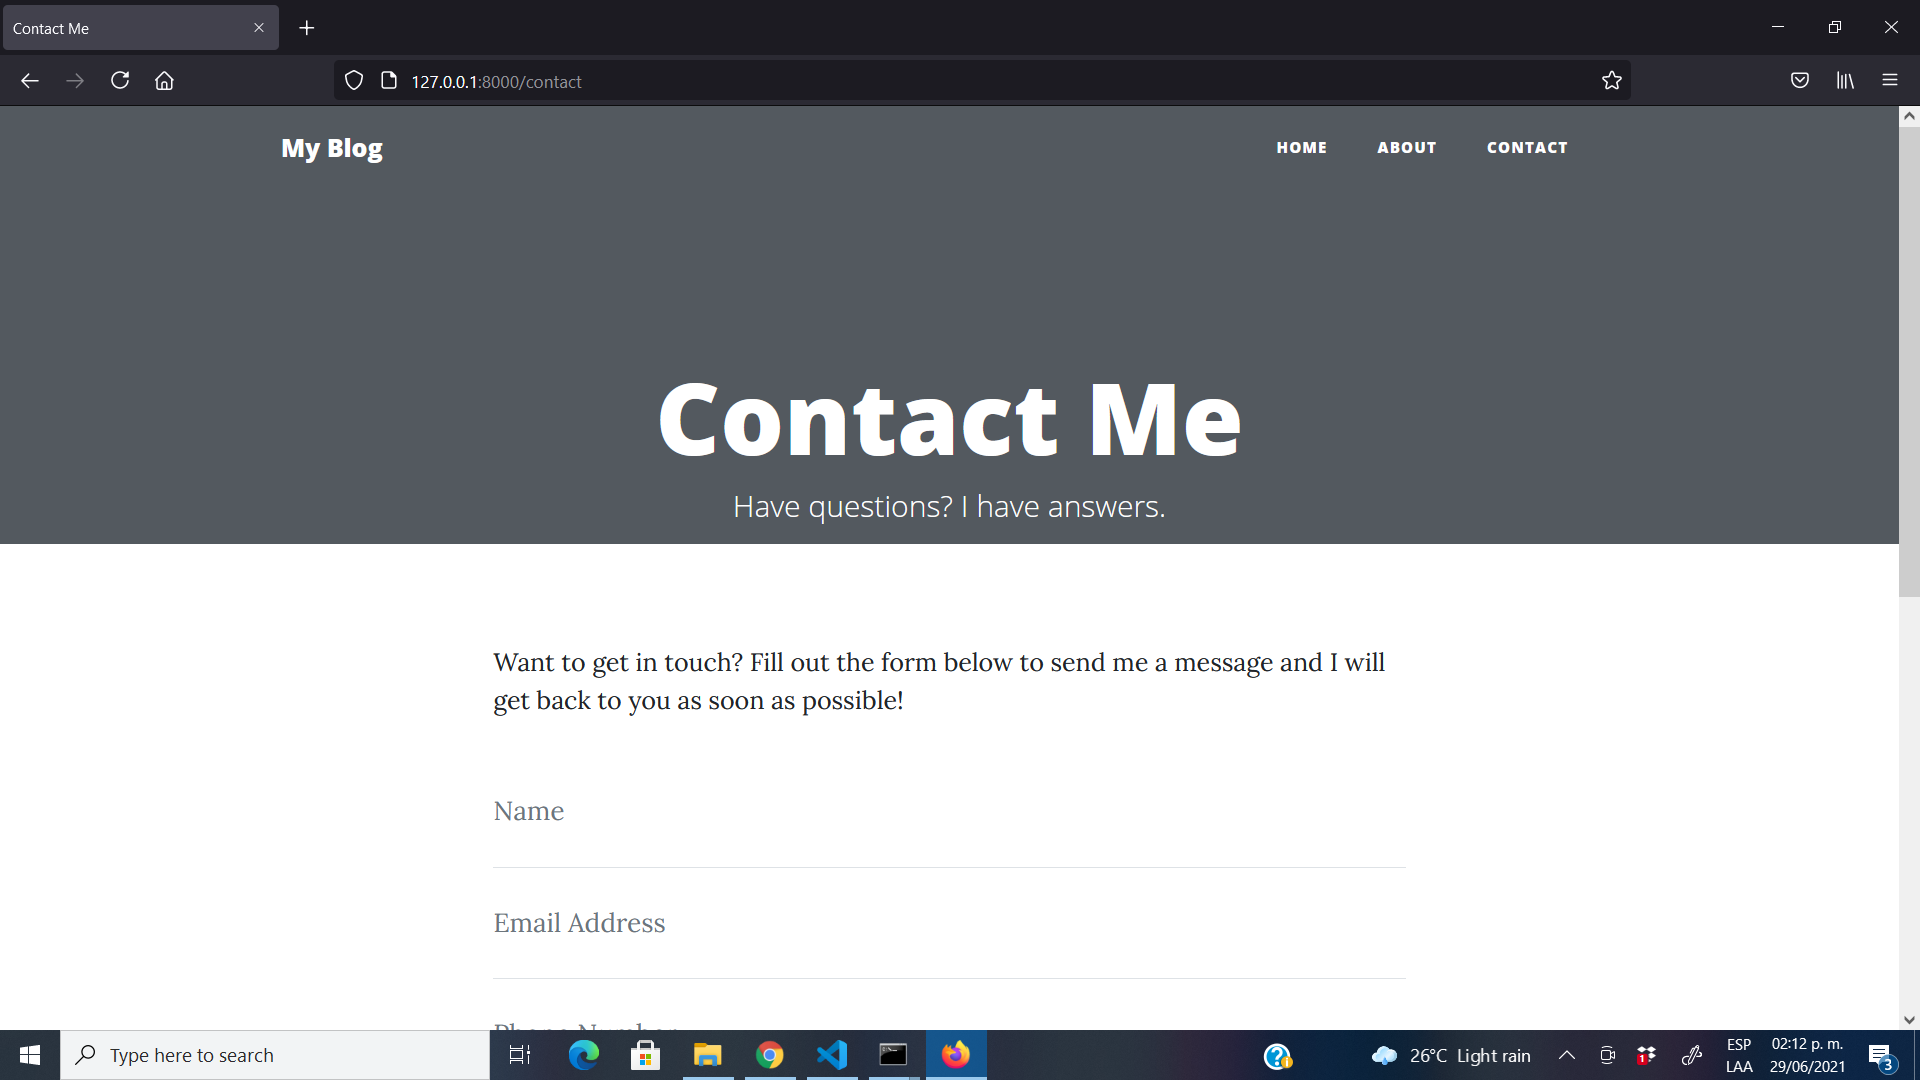 Contact Me
127.0.0.1:8000/contact
My Blog
HOME ABOUT CONTACT
Contact Me
Have questions? I have answers.
Want to get in touch? Fill out the form below to send me a message and I will
get back to you as soon as possible!
Name
Email Address
Phone Number
Type here to search
26°C Light rain
1
ESP
LAA
02:12 p. m.
29/06/2021
3